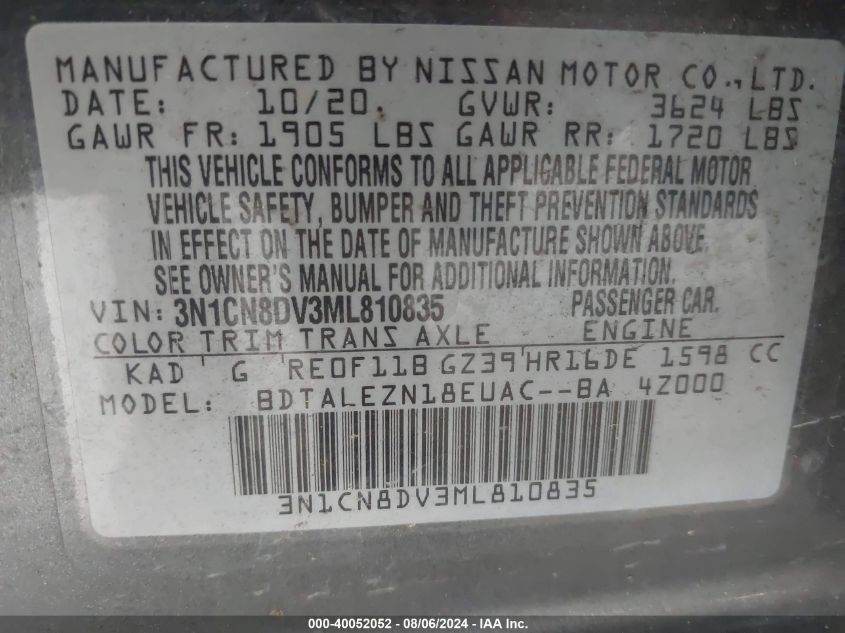 MANUFACTURED BY NISSAN MOTOR CO., LTD.
DATE: 10/20. GVWR: 3624 LBS
GAWR FR: 1905 LBS GAWR RR: 1720 LBS
THIS VEHICLE CONFORMS TO ALL APPLICABLE FEDERAL MOTOR
VEHICLE SAFETY, BUMPER AND THEFT PREVENTION STANDARDS
IN EFFECT ON THE DATE OF MANUFACTURE SHOWN ABOVE.
SEE OWNER'S MANUAL FOR ADDITIONAL INFORMATION.
VIN: 3N1CN8DV3ML810835 PASSENGER CAR.
COLOR TRIM TRANS AXLE ENGINE
KAD G RE0F11B GZ39 HR16DE 1598 CC
MODEL: BDTALEZN18EUAC--BA 4Z000
3N1CN8DV3ML810835
000-40052052 - 08/06/2024 - IAA Inc.